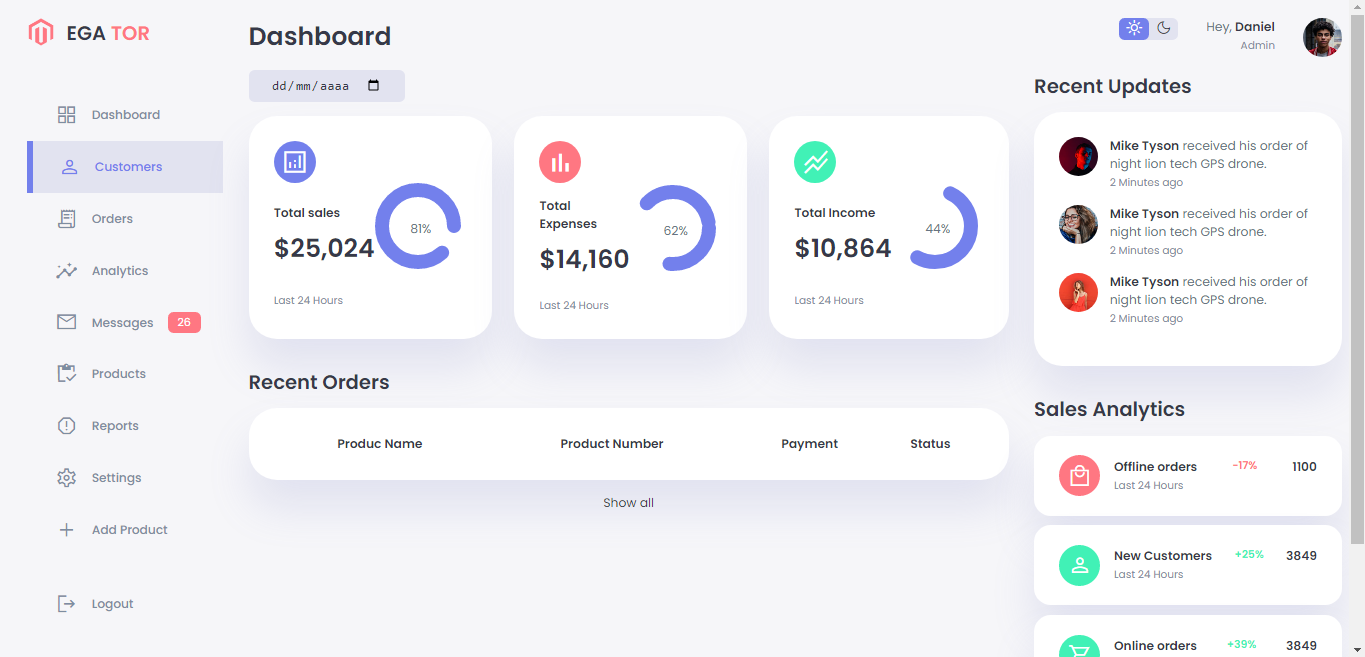 EGA TOR
Dashboard
Customers
Orders
Analytics
Messages 26
Products
Reports
Settings
Add Product
Logout
Dashboard
dd/mm/aaaa
Total sales
$25,024
81%
Last 24 Hours
Total
Expenses
$14,160
62%
Last 24 Hours
Total Income
$10,864
44%
Last 24 Hours
Recent Orders
Produc Name Product Number Payment Status
Show all
Hey, Daniel
Admin
Recent Updates
Mike Tyson received his order of
night lion tech GPS drone.
2 Minutes ago
Mike Tyson received his order of
night lion tech GPS drone.
2 Minutes ago
Mike Tyson received his order of
night lion tech GPS drone.
2 Minutes ago
Sales Analytics
Offline orders -17% 1100
Last 24 Hours
New Customers +25% 3849
Last 24 Hours
Online orders +39% 3849